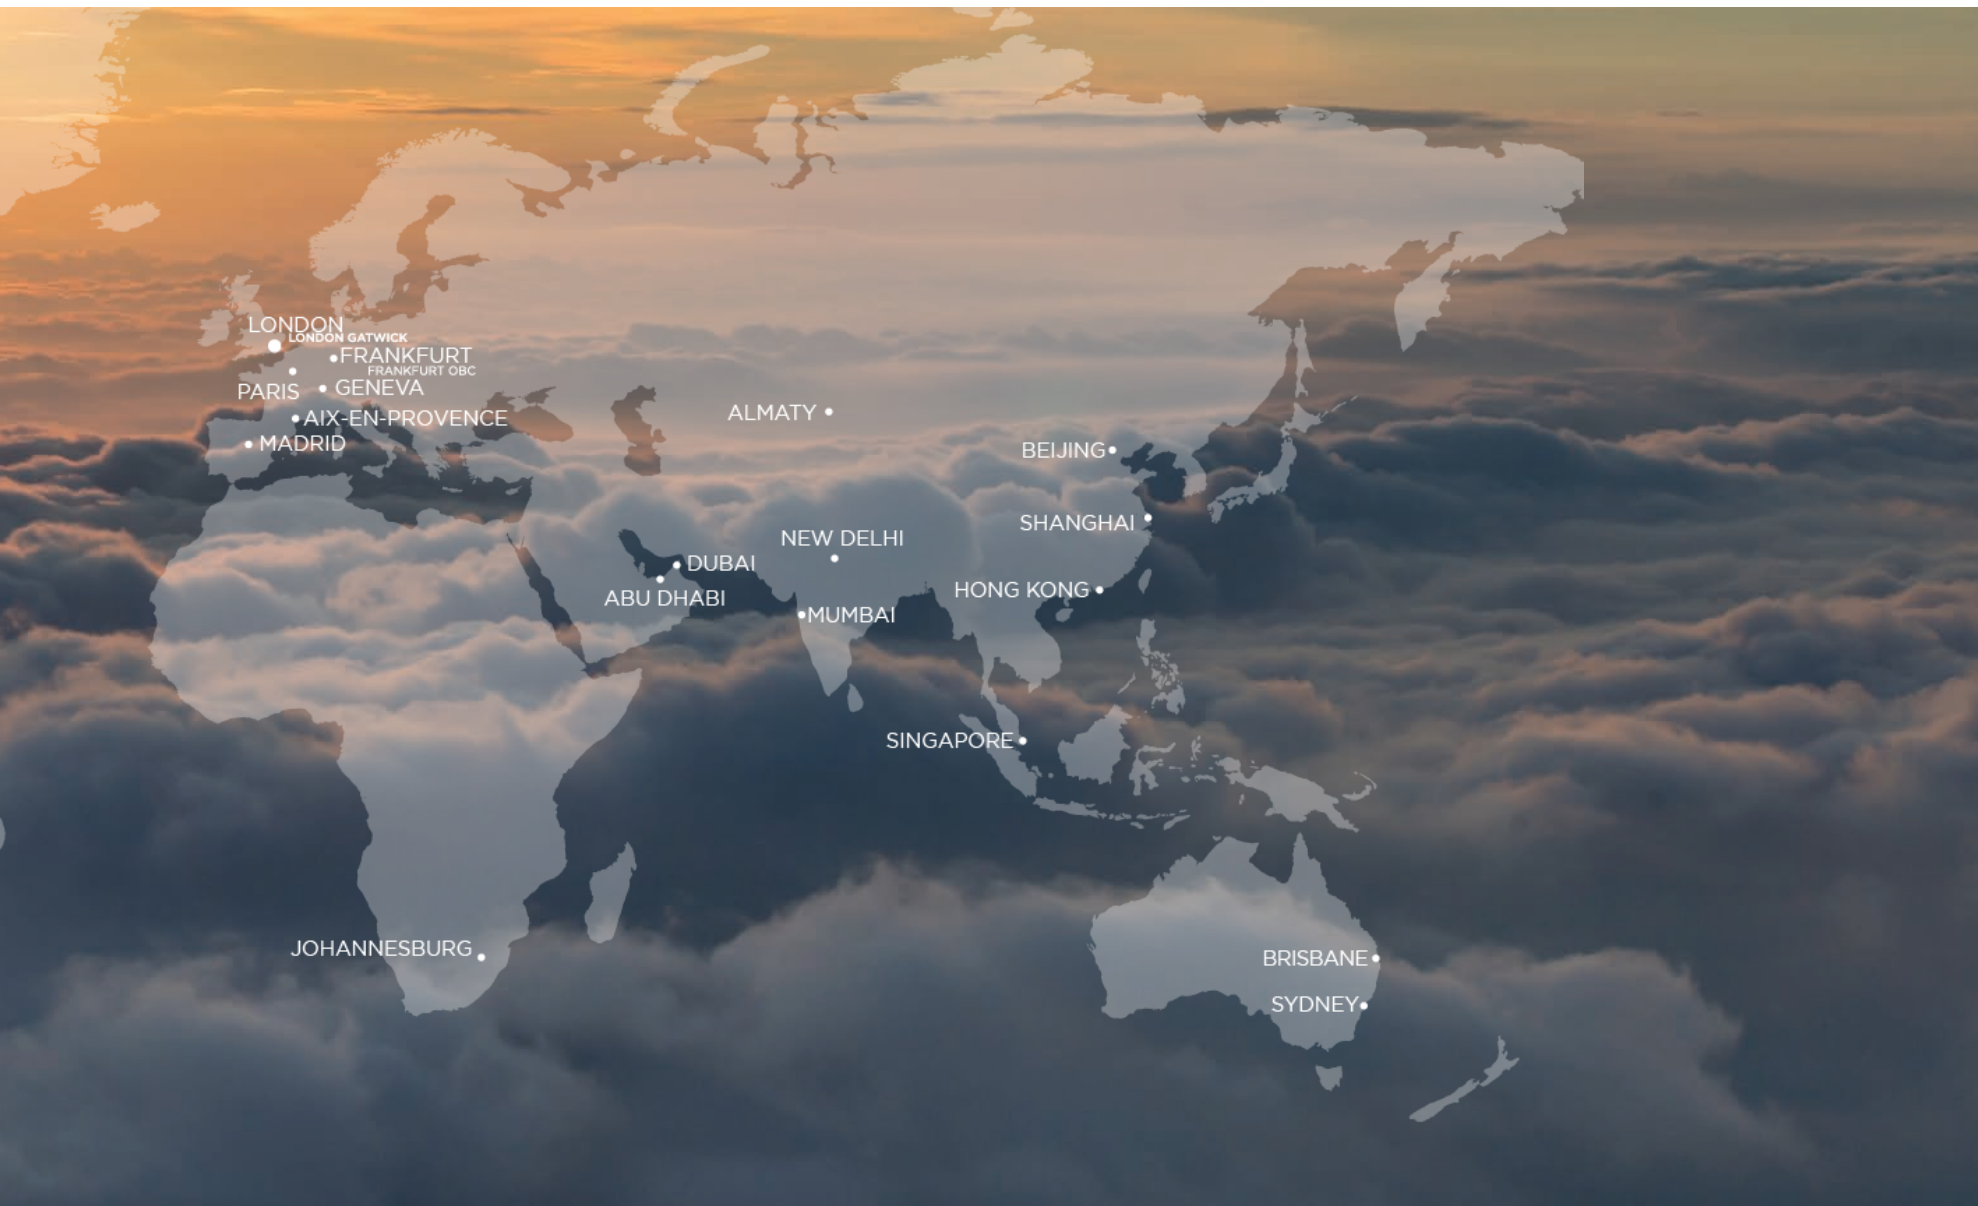 LONDON
LONDON GATWICK
FRANKFURT
FRANKFURT OBC
PARIS
GENEVA
AIX-EN-PROVENCE
MADRID
ALMATY
BEIJING
SHANGHAI
NEW DELHI
DUBAI
ABU DHABI
HONG KONG
MUMBAI
SINGAPORE
JOHANNESBURG
BRISBANE
SYDNEY